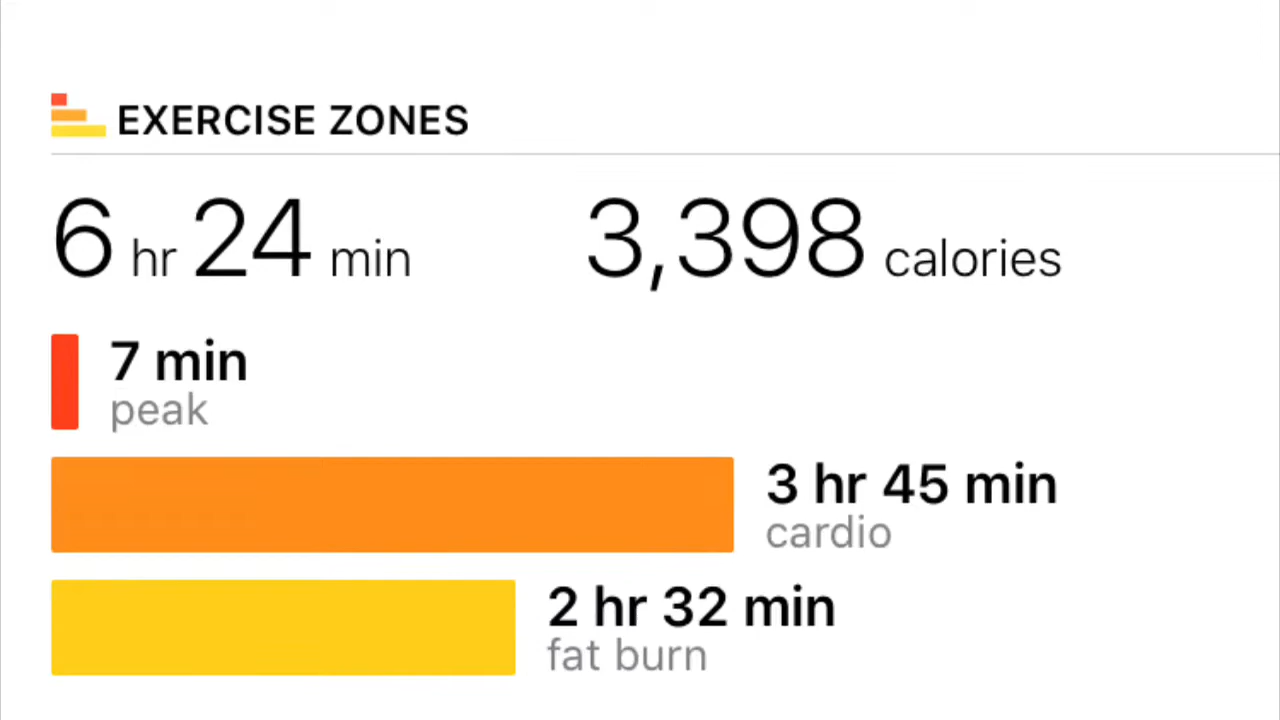 EXERCISE ZONES
6 hr 24 min 3,398 calories
7 min
peak
3 hr 45 min
cardio
2 hr 32 min
fat burn